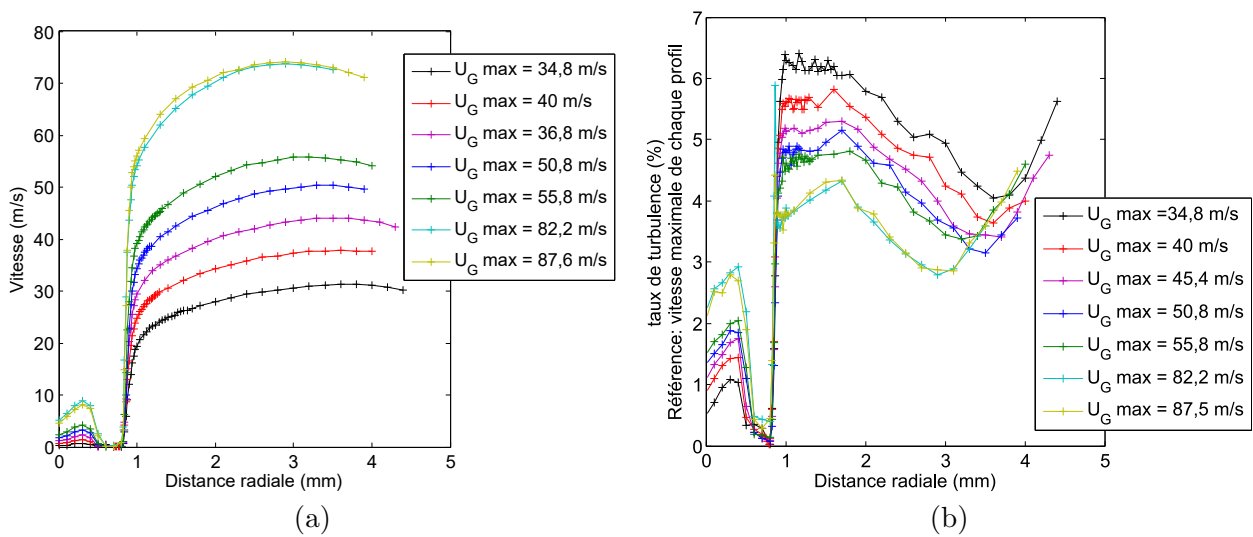 80
70
60
50
40
30
20
10
0
0 1 2 3 4 5
Vitesse (m/s)
Distance radiale (mm)
U_G max = 34,8 m/s
U_G max = 40 m/s
U_G max = 36,8 m/s
U_G max = 50,8 m/s
U_G max = 55,8 m/s
U_G max = 82,2 m/s
U_G max = 87,6 m/s
(a)
7
6
5
4
3
2
1
0
0 1 2 3 4 5
taux de turbulence (%)
Référence: vitesse maximale de chaque profil
Distance radiale (mm)
U_G max =34,8 m/s
U_G max = 40 m/s
U_G max = 45,4 m/s
U_G max = 50,8 m/s
U_G max = 55,8 m/s
U_G max = 82,2 m/s
U_G max = 87,5 m/s
(b)